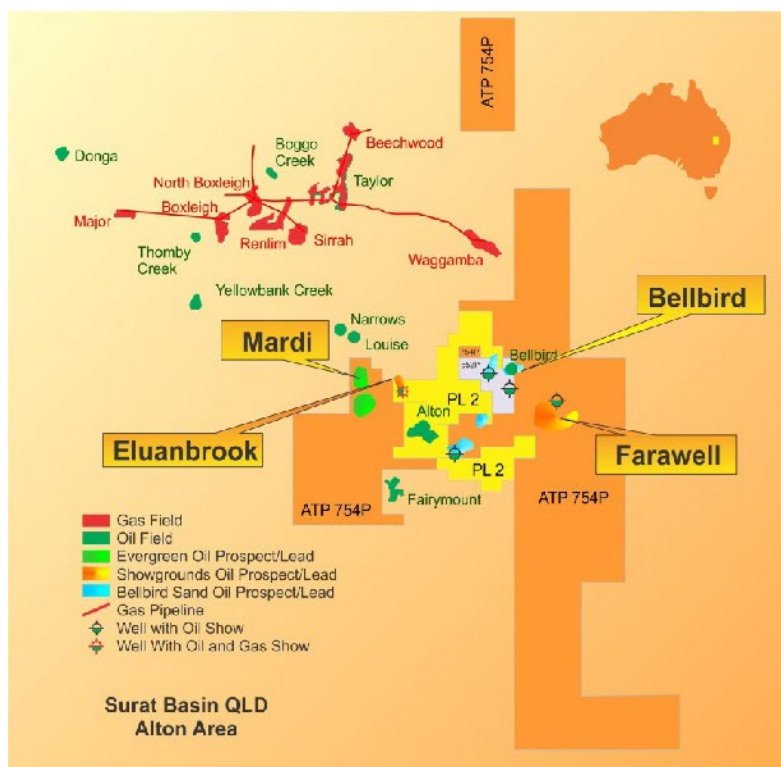 ATP 754P
Donga
Boggo
Creek
Beechwood
North Boxleigh
Taylor
Boxleigh
Major
Renlim
Sirrah
Thomby
Creek
Waggamba
Yellowbank Creek
Bellbird
Narrows
Louise
Mardi
754P
552P
Bellbird
PL 2
Alton
Eluanbrook
Farawell
PL 2
ATP 754P
Fairymount
ATP 754P
Gas Field
Oil Field
Evergreen Oil Prospect/Lead
Showgrounds Oil Prospect/Lead
Bellbird Sand Oil Prospect/Lead
Gas Pipeline
Well with Oil Show
Well With Oil and Gas Show
Surat Basin QLD
Alton Area